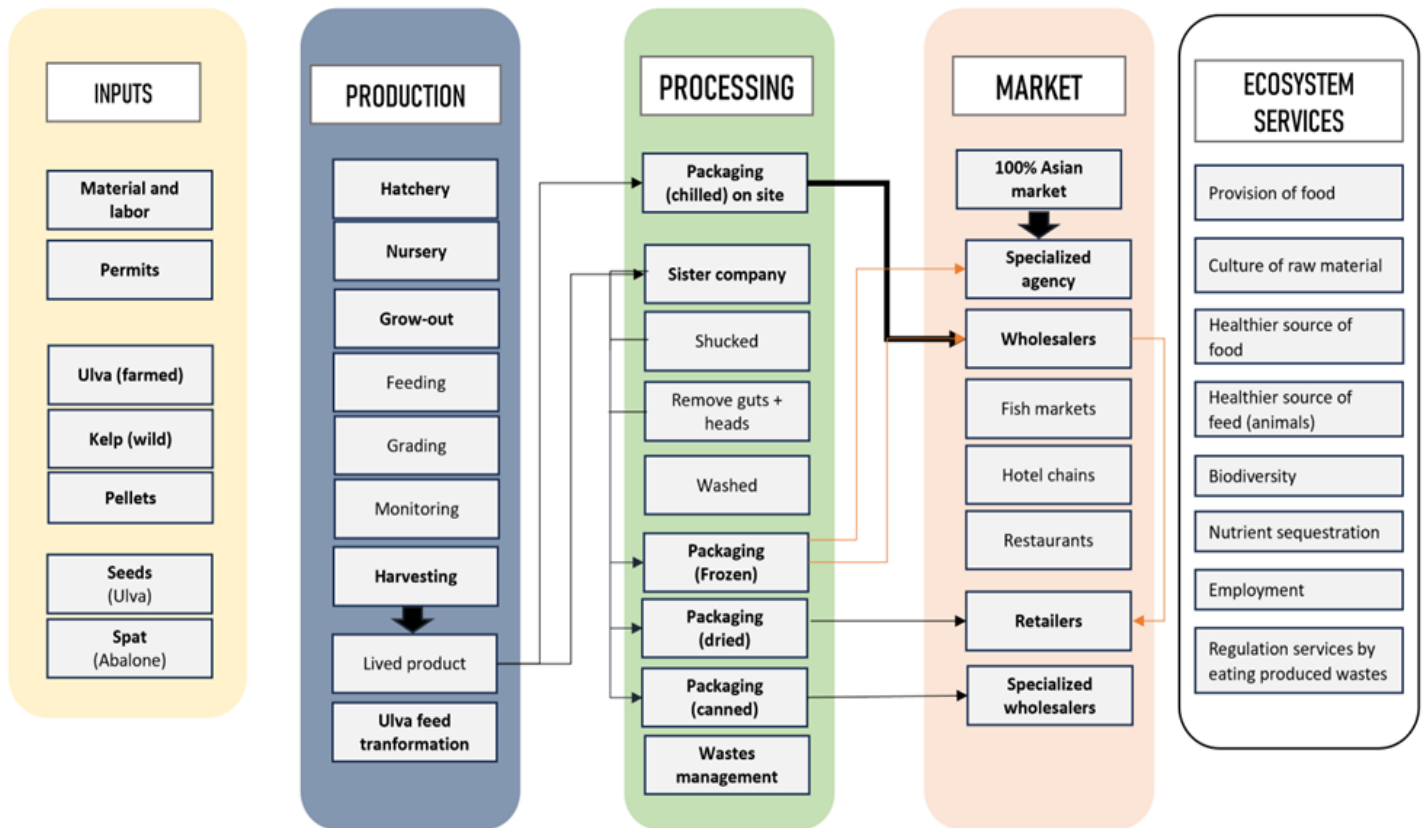 INPUTS
Material and
labor
Permits
Ulva (farmed)
Kelp (wild)
Pellets
Seeds
(Ulva)
Spat
(Abalone)
PRODUCTION
Hatchery
Nursery
Grow-out
Feeding
Grading
Monitoring
Harvesting
Lived product
Ulva feed
tranformation
PROCESSING
Packaging
(chilled) on site
Sister company
Shucked
Remove guts +
heads
Washed
Packaging
(Frozen)
Packaging
(dried)
Packaging
(canned)
Wastes
management
MARKET
100% Asian
market
Specialized
agency
Wholesalers
Fish markets
Hotel chains
Restaurants
Retailers
Specialized
wholesalers
ECOSYSTEM
SERVICES
Provision of food
Culture of raw material
Healthier source of
food
Healthier source of
feed (animals)
Biodiversity
Nutrient sequestration
Employment
Regulation services by
eating produced wastes